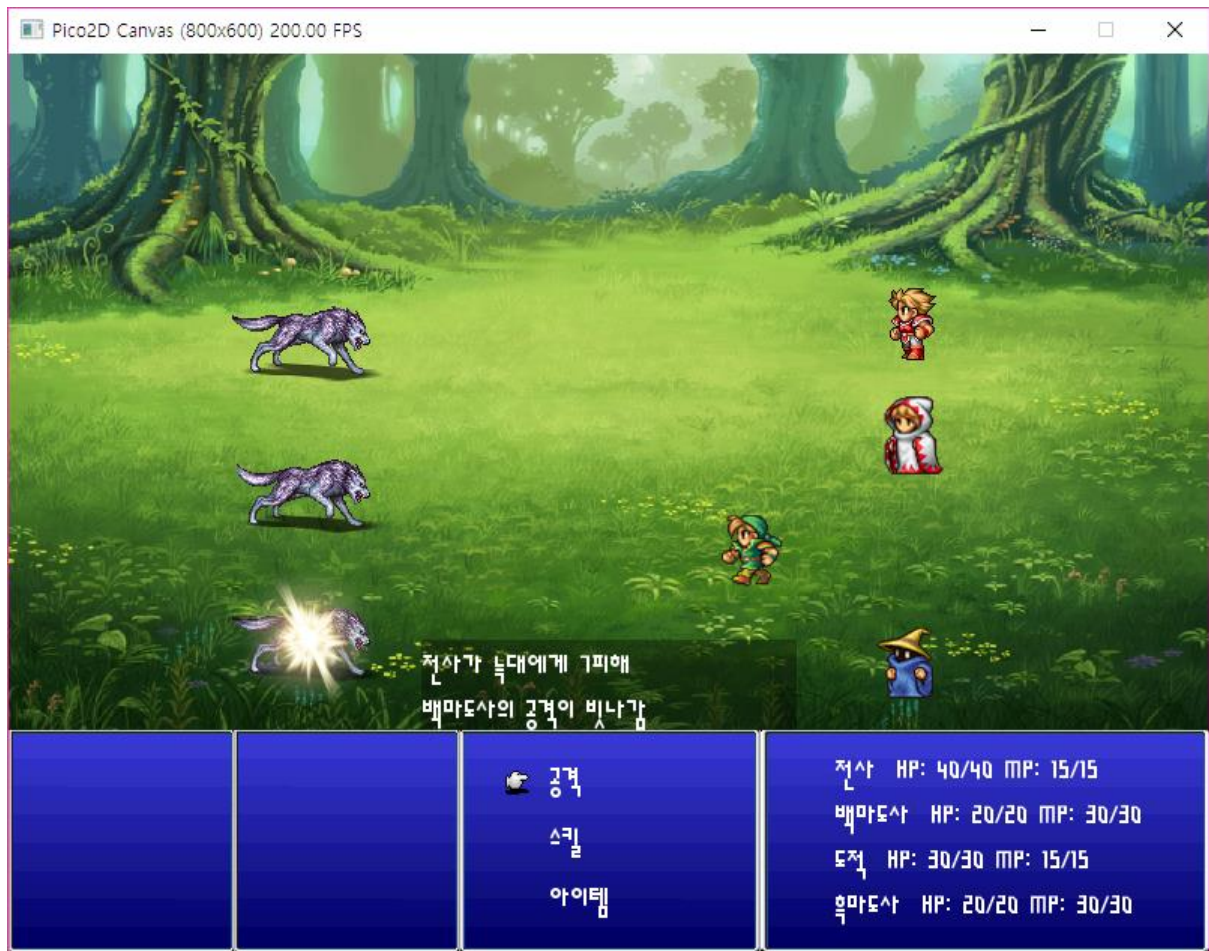 Pico2D Canvas (800x600) 200.00 FPS
전사가 늑대에게 7피해
백마도사의 공격이 빗나감
공격
스킬
아이템
전사 HP: 40/40 MP: 15/15
백마도사 HP: 20/20 MP: 30/30
도적 HP: 30/30 MP: 15/15
흑마도사 HP: 20/20 MP: 30/30